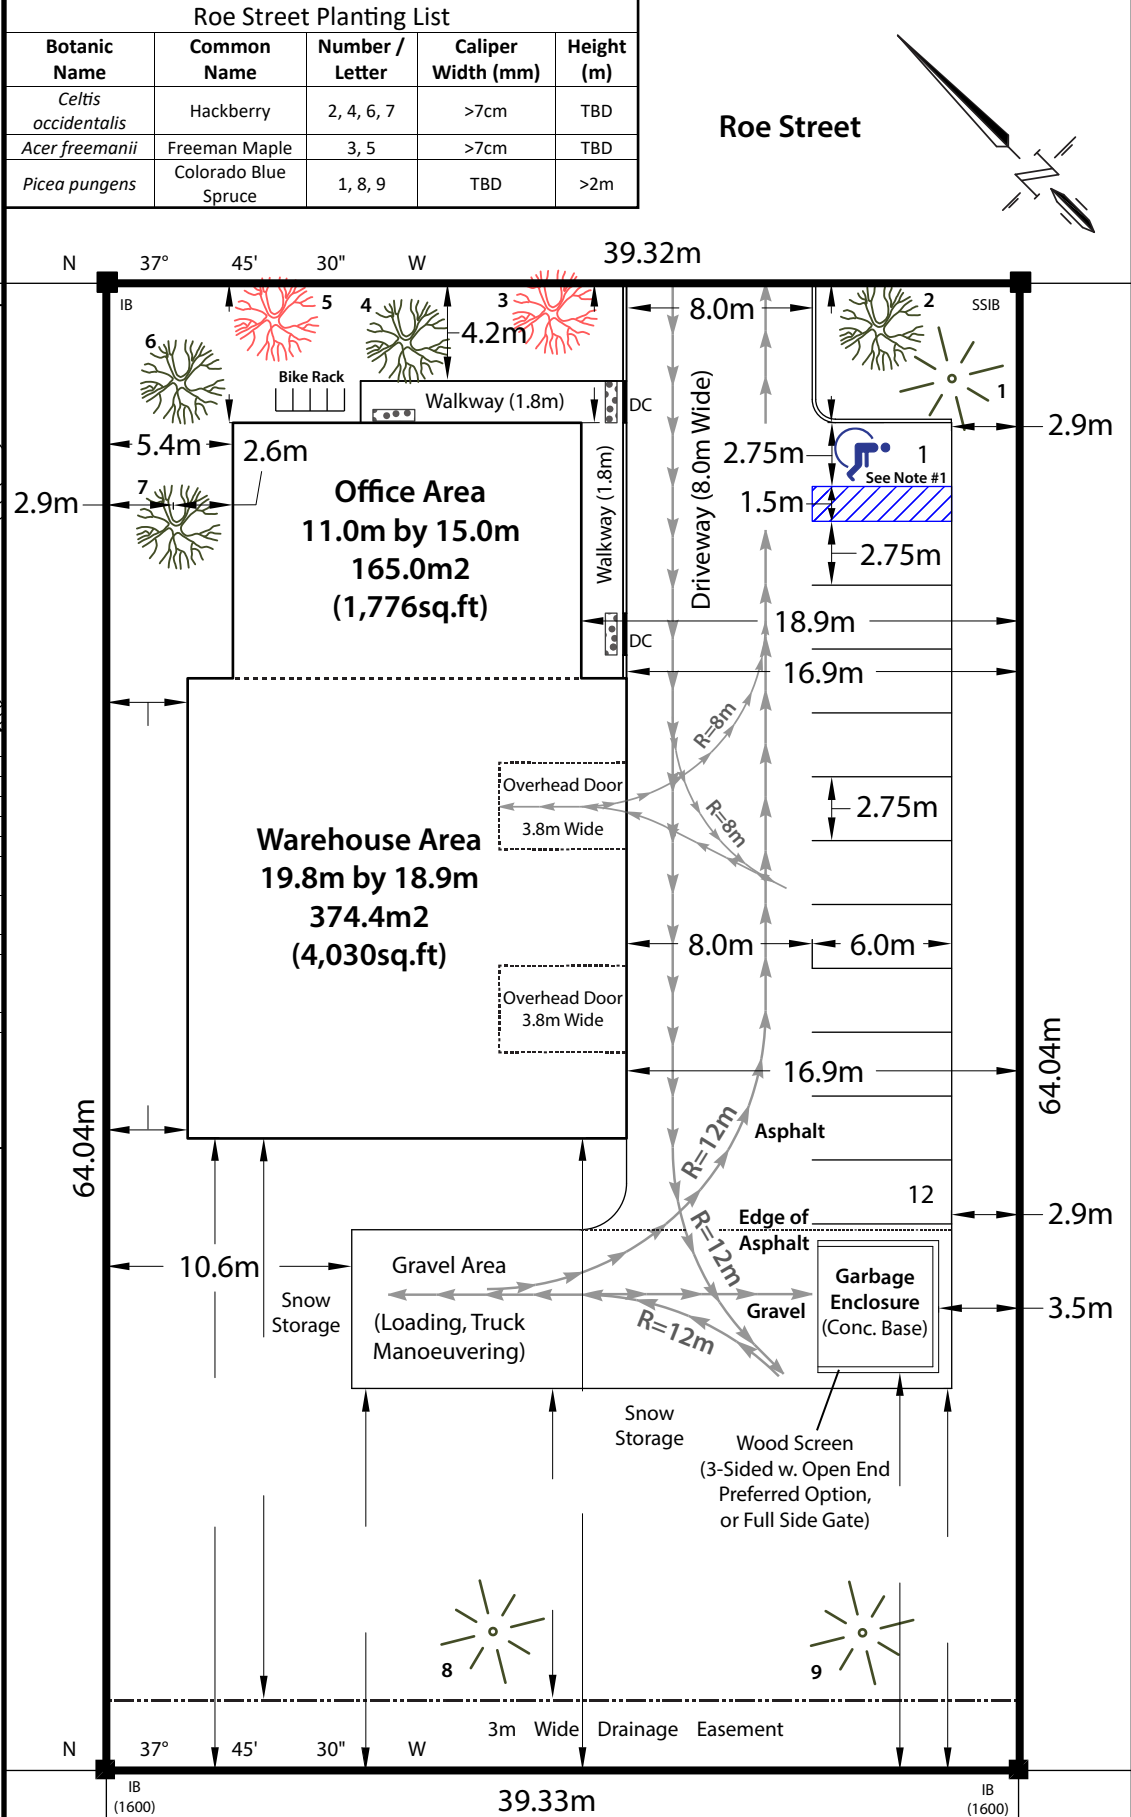 Roe Street Planting List
Botanic Name | Common Name | Number / Letter | Caliper Width (mm) | Height (m)
Celtis occidentalis | Hackberry | 2, 4, 6, 7 | >7cm | TBD
Acer freemanii | Freeman Maple | 3, 5 | >7cm | TBD
Picea pungens | Colorado Blue Spruce | 1, 8, 9 | TBD | >2m
Roe Street
N 37° 45' 30" W
39.32m
IB
SSIB
5
4
3
2
8.0m
4.2m
6
1
Bike Rack
Walkway (1.8m)
DC
Driveway (8.0m Wide)
2.9m
5.4m
2.6m
2.75m
1
See Note #1
2.9m
7
1.5m
Walkway (1.8m)
2.75m
Office Area
11.0m by 15.0m
165.0m2
(1,776sq.ft)
DC
18.9m
16.9m
R=8m
Overhead Door
3.8m Wide
R=8m
2.75m
Warehouse Area
19.8m by 18.9m
374.4m2
(4,030sq.ft)
8.0m
6.0m
Overhead Door
3.8m Wide
16.9m
64.04m
64.04m
R=12m
Asphalt
12
R=12m
Edge of
Asphalt
2.9m
10.6m
Gravel Area
Snow
Storage
(Loading, Truck
Manoeuvering)
R=12m
Gravel
Garbage
Enclosure
(Conc. Base)
3.5m
Snow
Storage
Wood Screen
(3-Sided w. Open End
Preferred Option,
or Full Side Gate)
8
9
3m Wide Drainage Easement
N 37° 45' 30" W
IB
(1600)
39.33m
IB
(1600)